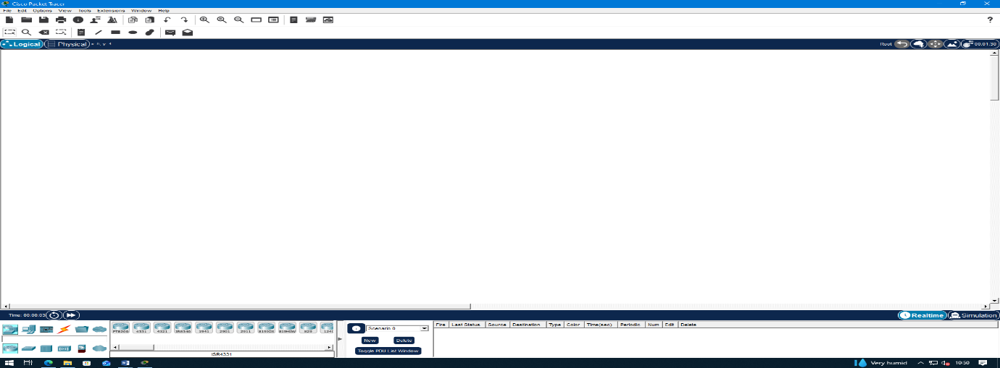 Cisco Packet Tracer
File Edit Options View Tools Extensions Window Help
?
Logical Physical Root 00:01:30
Time: 00:00:03 Realtime Simulation
PT8200 4331 4321 IR8340 1941 2901 2911 819IOX 819HGW 829 1240
Scenario 0
Fire Last Status Source Destination Type Color Time(sec) Periodic Num Edit Delete
New Delete
Toggle PDU List Window
ISR4331
Very humid 10:50